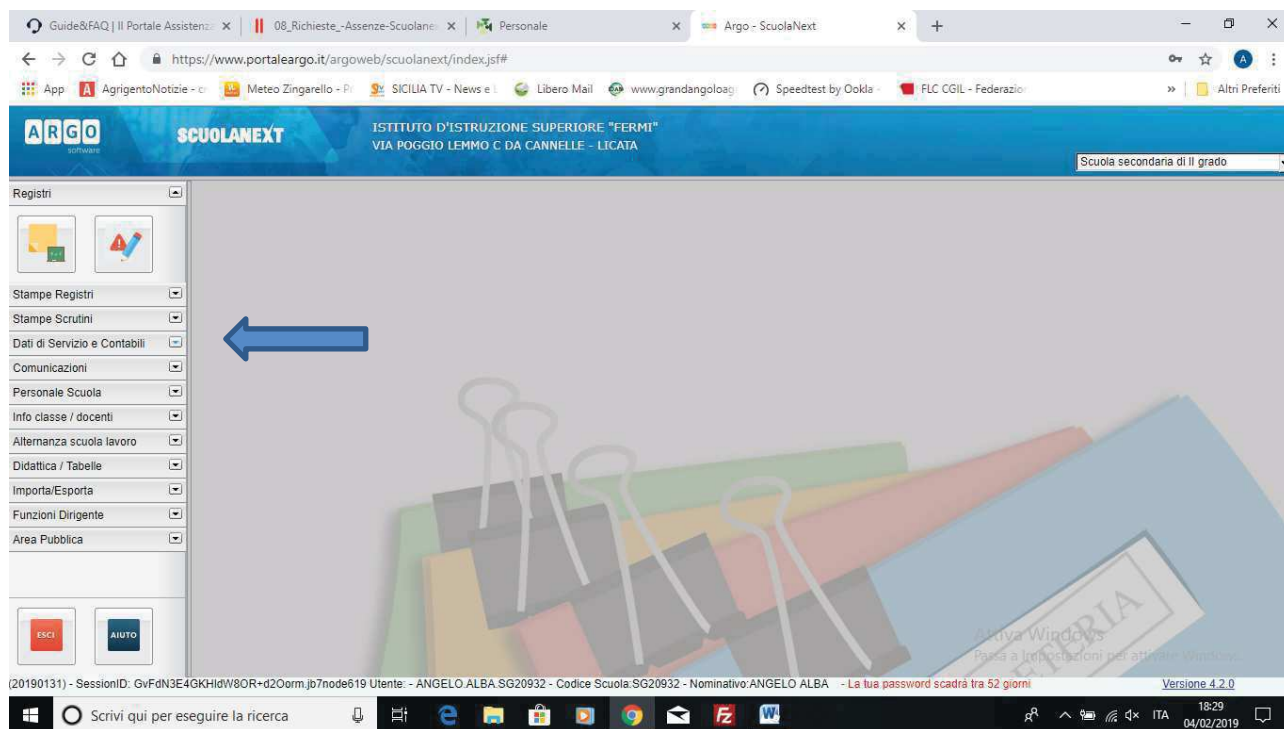 Guide&FAQ | Il Portale Assistenz
08_Richieste_-Assenze-Scuolane
Personale
Argo - ScuolaNext
https://www.portaleargo.it/argoweb/scuolanext/index.jsf#
A
App
AgrigentoNotizie - c
Meteo Zingarello - P
SICILIA TV - News e
Libero Mail
www.grandangoloag
Speedtest by Ookla -
FLC CGIL - Federazio
»
Altri Preferiti
ARGO
software
SCUOLANEXT
ISTITUTO D'ISTRUZIONE SUPERIORE "FERMI"
VIA POGGIO LEMMO C DA CANNELLE - LICATA
Scuola secondaria di II grado
Registri
Stampe Registri
Stampe Scrutini
Dati di Servizio e Contabili
Comunicazioni
Personale Scuola
Info classe / docenti
Alternanza scuola lavoro
Didattica / Tabelle
Importa/Esporta
Funzioni Dirigente
Area Pubblica
ESCI
AIUTO
Attiva Windows
Passa a Impostazioni per attivare Windows.
(20190131) - SessionID: GvFdN3E4GKHIdW8OR+d2Oorm.jb7node619 Utente: - ANGELO.ALBA.SG20932 - Codice Scuola:SG20932 - Nominativo:ANGELO ALBA - La tua password scadrà tra 52 giorni
Versione 4.2.0
Scrivi qui per eseguire la ricerca
ITA
18:29
04/02/2019